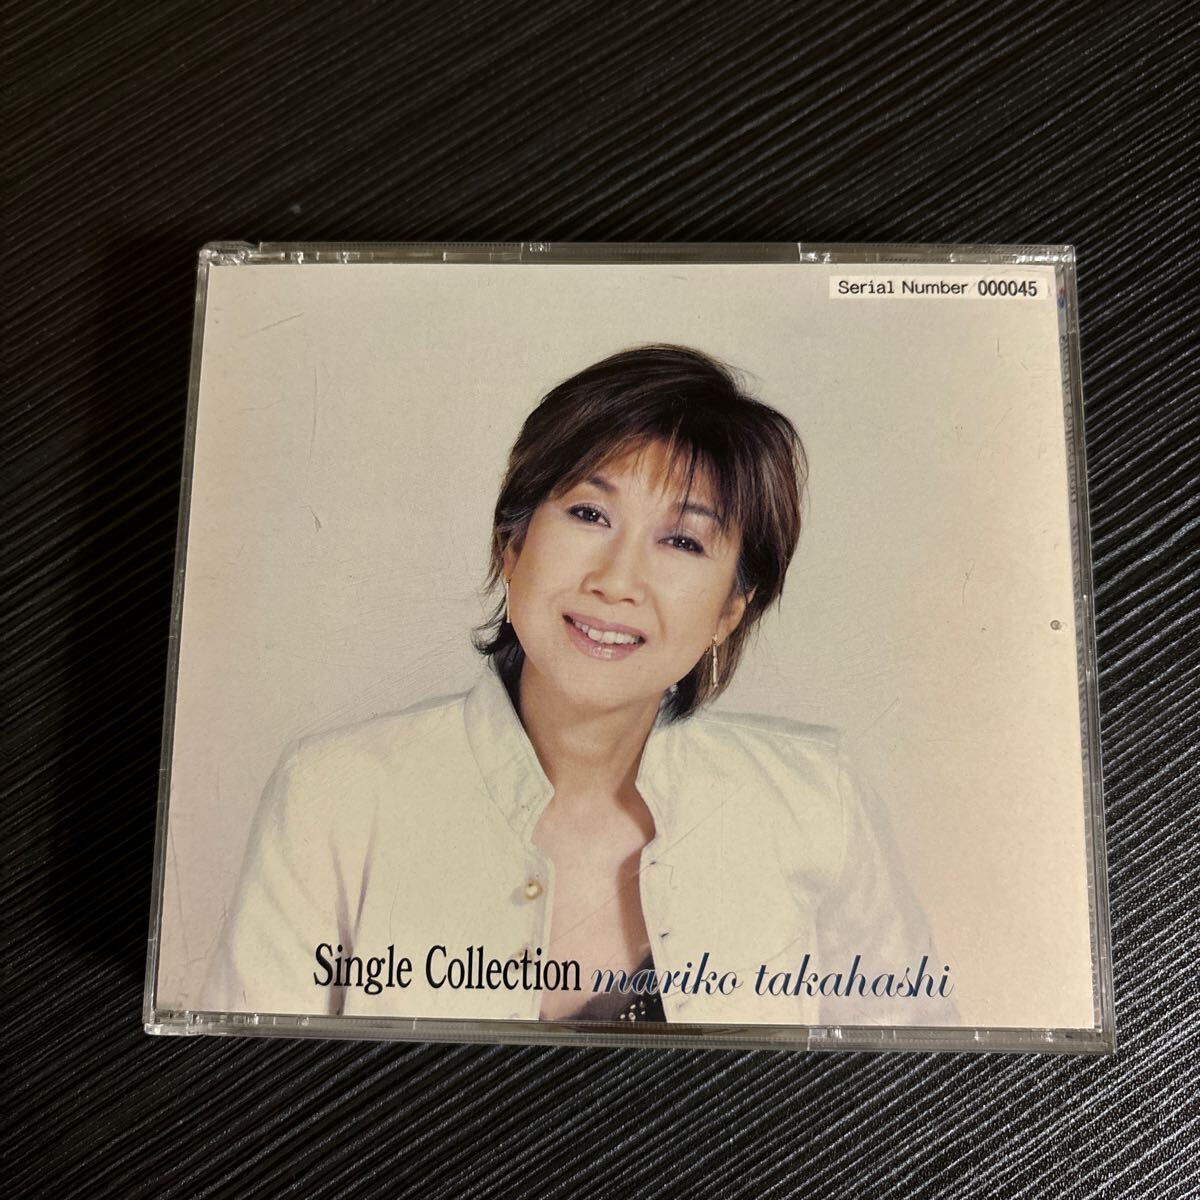 Serial Number 000045
Single Collection mariko takahashi